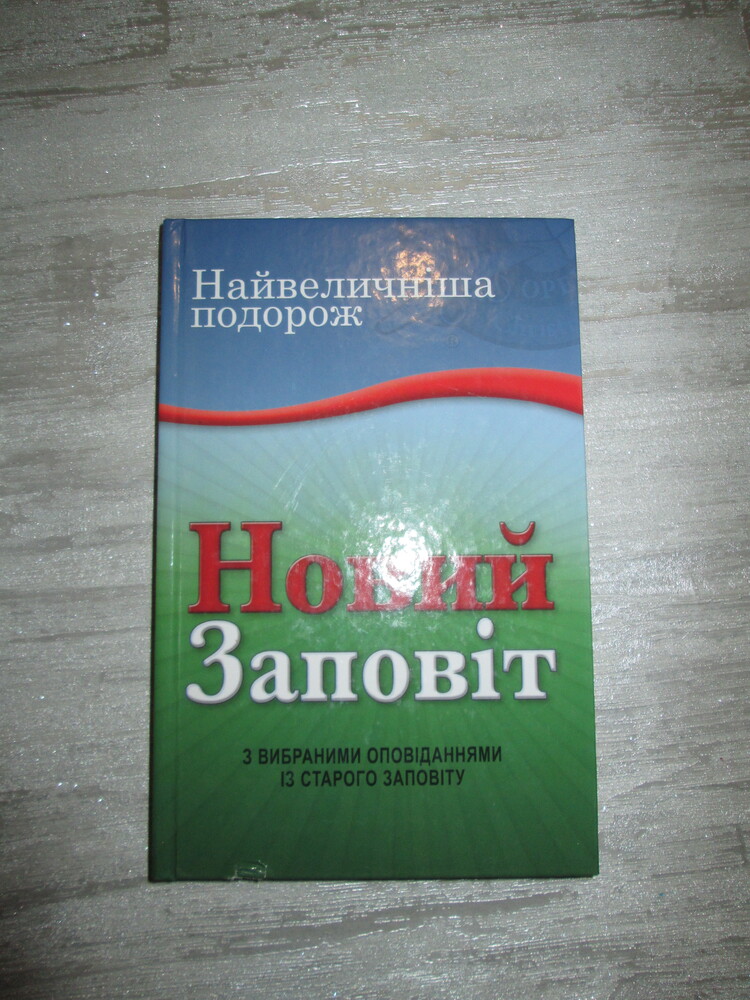 Найвеличніша
подорож
Новий
Заповіт
З ВИБРАНИМИ ОПОВІДАННЯМИ
ІЗ СТАРОГО ЗАПОВІТУ